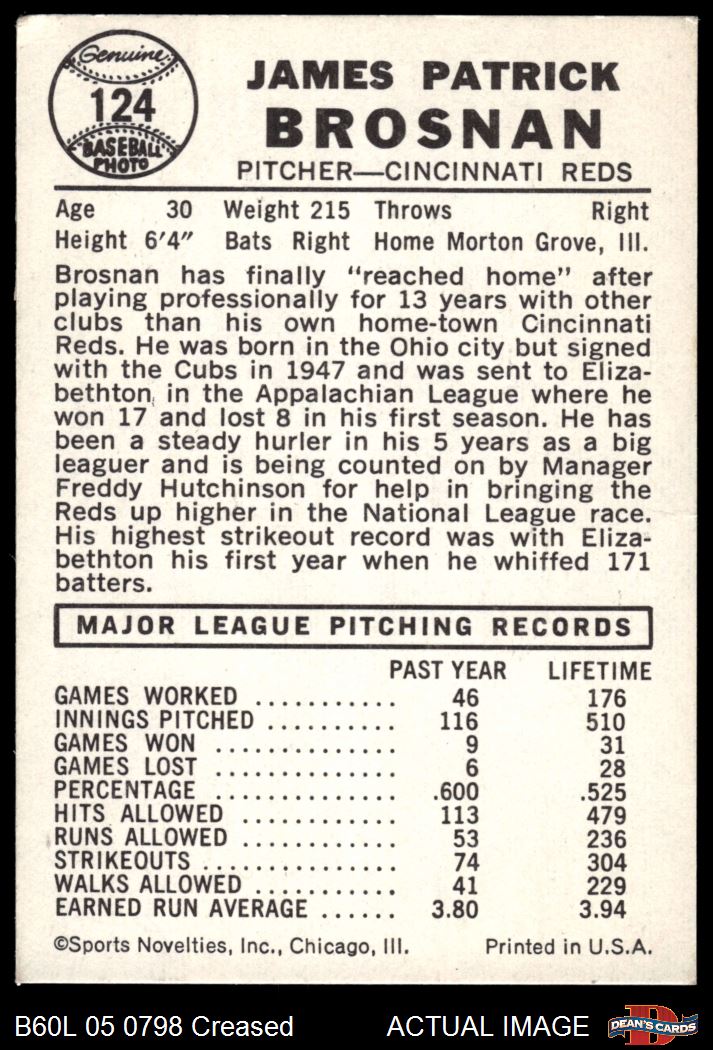 Genuine
124
BASEBALL
PHOTO
JAMES PATRICK
BROSNAN
PITCHER—CINCINNATI REDS
Age 30 Weight 215 Throws Right
Height 6'4" Bats Right Home Morton Grove, Ill.
Brosnan has finally "reached home" after
playing professionally for 13 years with other
clubs than his own home-town Cincinnati
Reds. He was born in the Ohio city but signed
with the Cubs in 1947 and was sent to Eliza-
bethton in the Appalachian League where he
won 17 and lost 8 in his first season. He has
been a steady hurler in his 5 years as a big
leaguer and is being counted on by Manager
Freddy Hutchinson for help in bringing the
Reds up higher in the National League race.
His highest strikeout record was with Eliza-
bethton his first year when he whiffed 171
batters.
MAJOR LEAGUE PITCHING RECORDS
PAST YEAR LIFETIME
GAMES WORKED ........... 46 176
INNINGS PITCHED .......... 116 510
GAMES WON .............. 9 31
GAMES LOST .............. 6 28
PERCENTAGE .............. .600 .525
HITS ALLOWED ............ 113 479
RUNS ALLOWED ............ 53 236
STRIKEOUTS ............... 74 304
WALKS ALLOWED ........... 41 229
EARNED RUN AVERAGE ...... 3.80 3.94
©Sports Novelties, Inc., Chicago, Ill. Printed in U.S.A.
B60L 05 0798 Creased ACTUAL IMAGE
D
DEAN'S CARDS